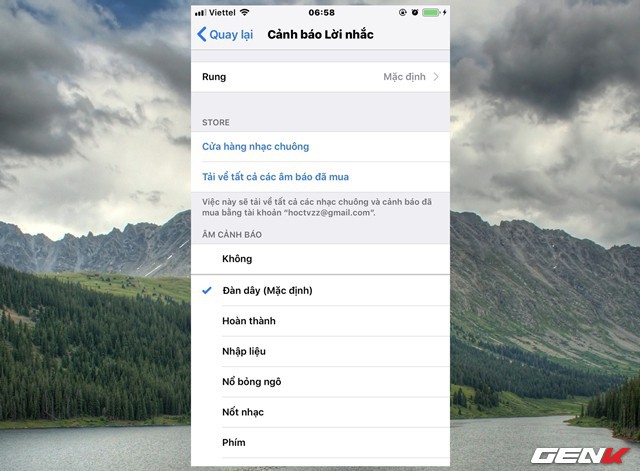 Viettel 06:58
Quay lại Cảnh báo Lời nhắc
Rung Mặc định
STORE
Cửa hàng nhạc chuông
Tải về tất cả các âm báo đã mua
Việc này sẽ tải về tất cả các nhạc chuông và cảnh báo đã
mua bằng tài khoản “hoctvzz@gmail.com”.
ÂM CẢNH BÁO
Không
Đàn dây (Mặc định)
Hoàn thành
Nhập liệu
Nổ bỏng ngô
Nốt nhạc
Phím
GENK